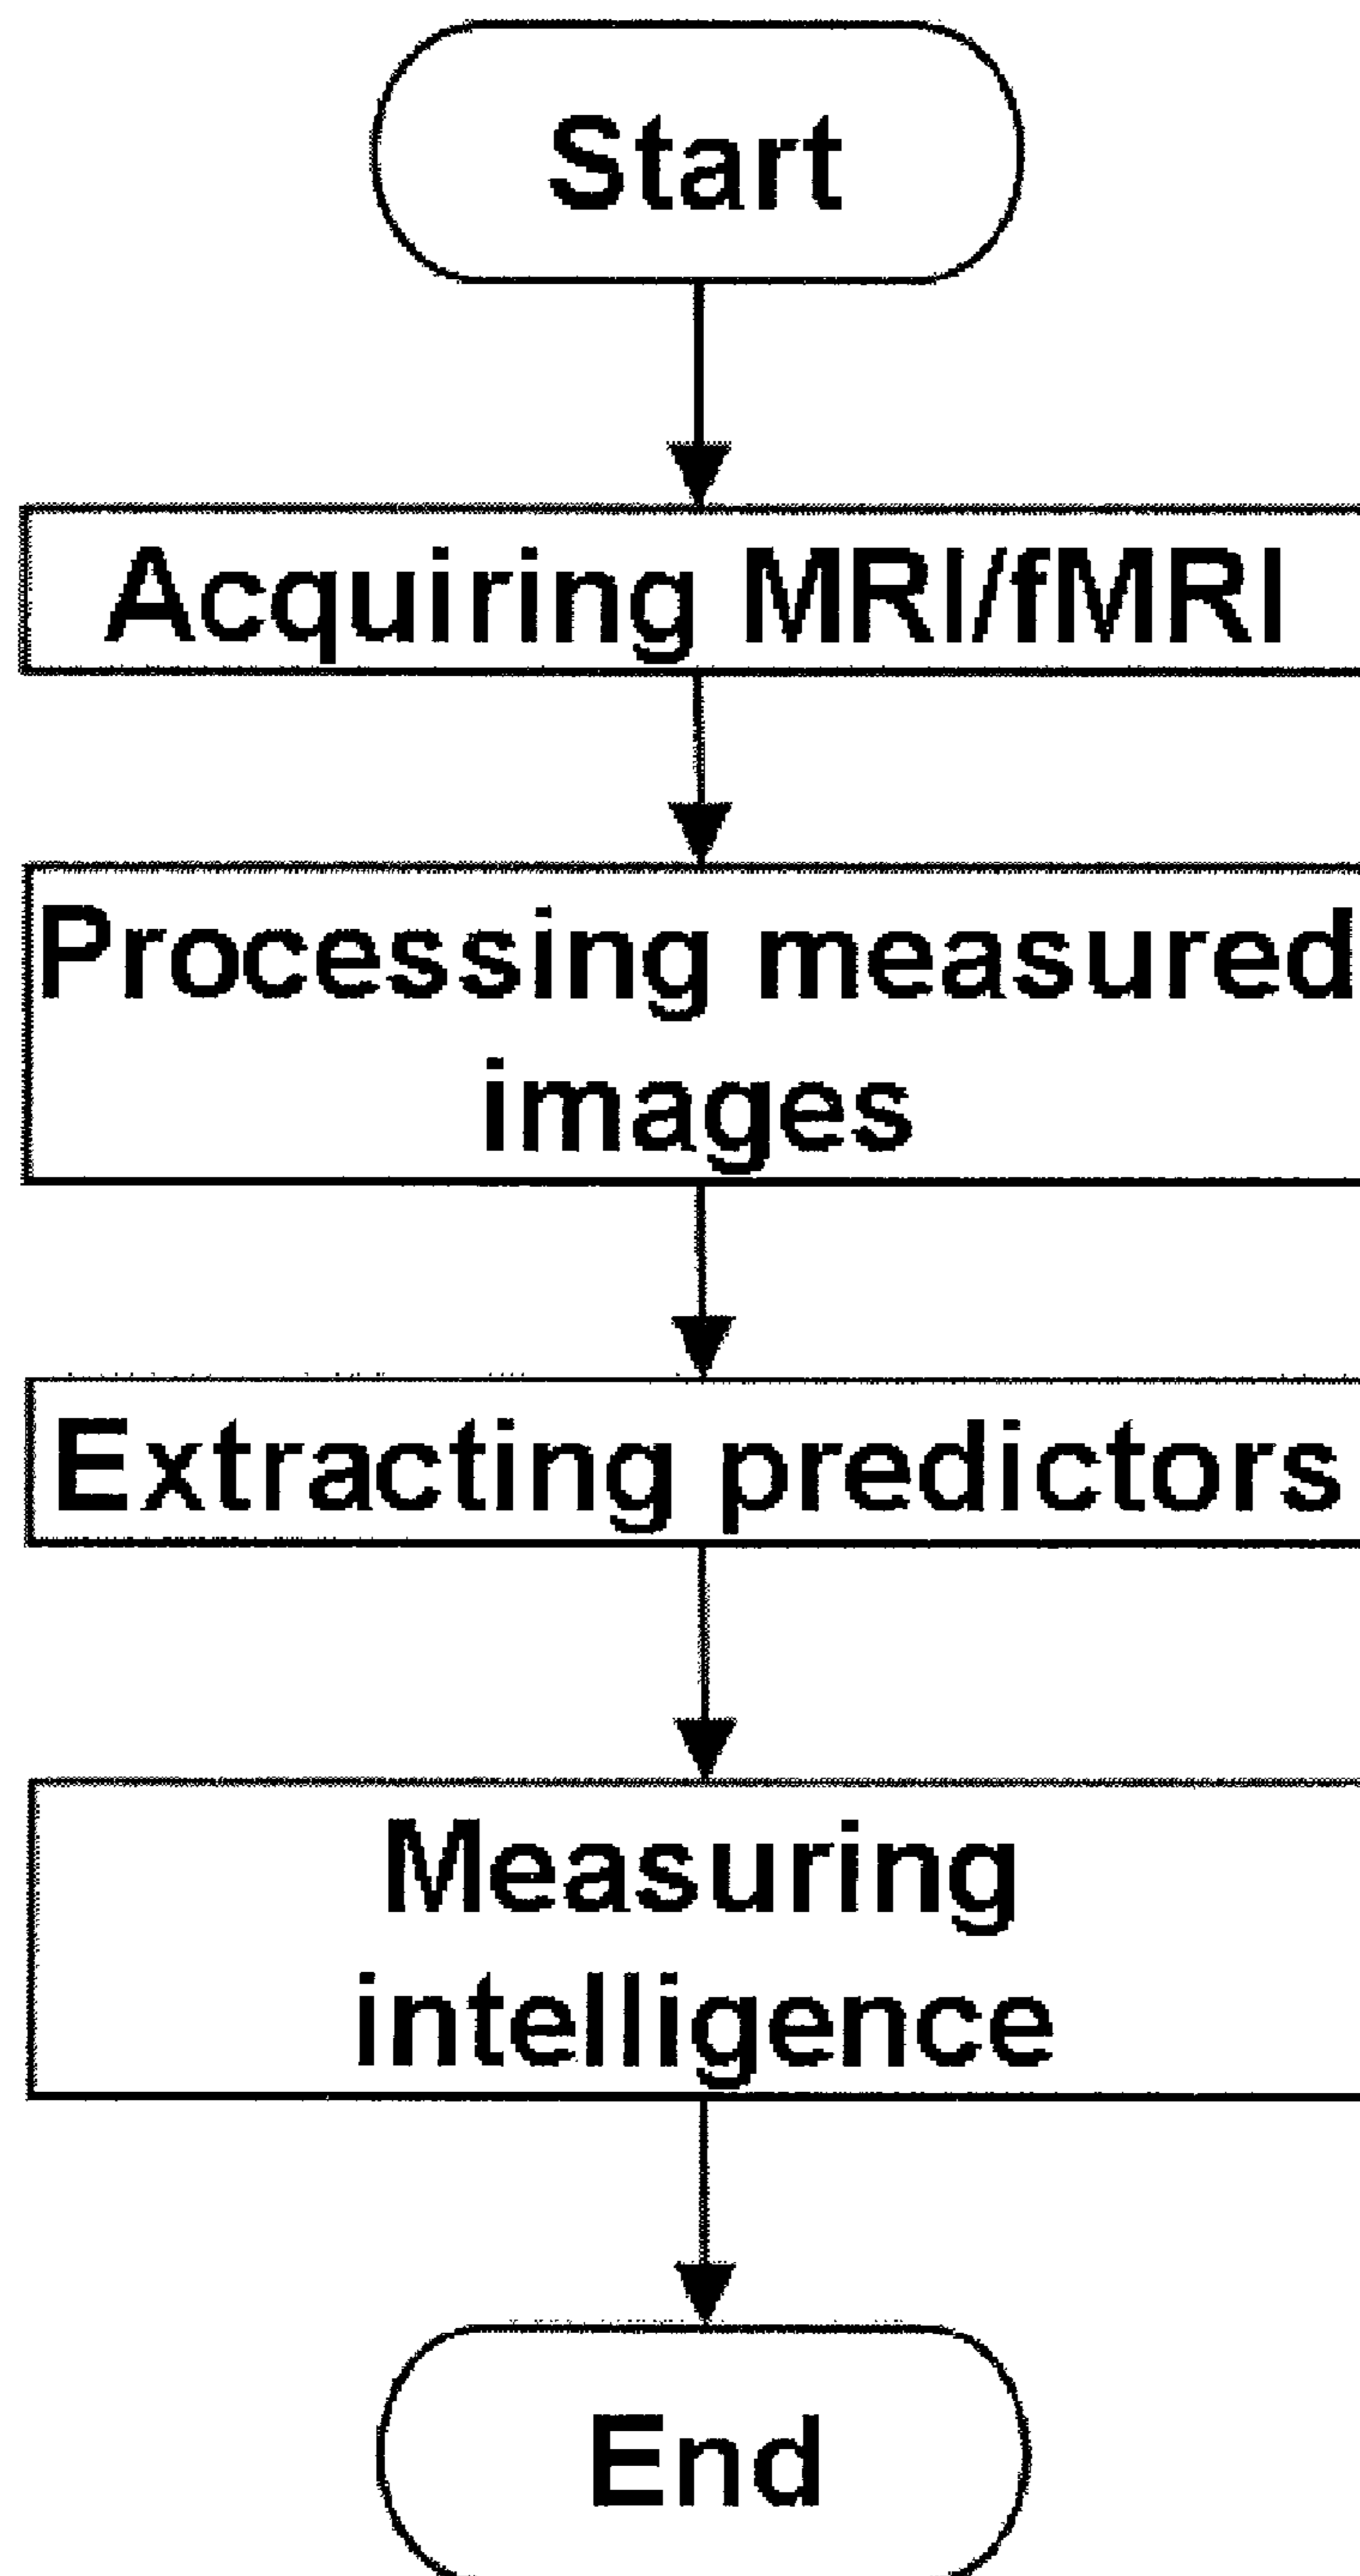 Start
Acquiring MRI/fMRI
Processing measured
images
Extracting predictors
Measuring
intelligence
End